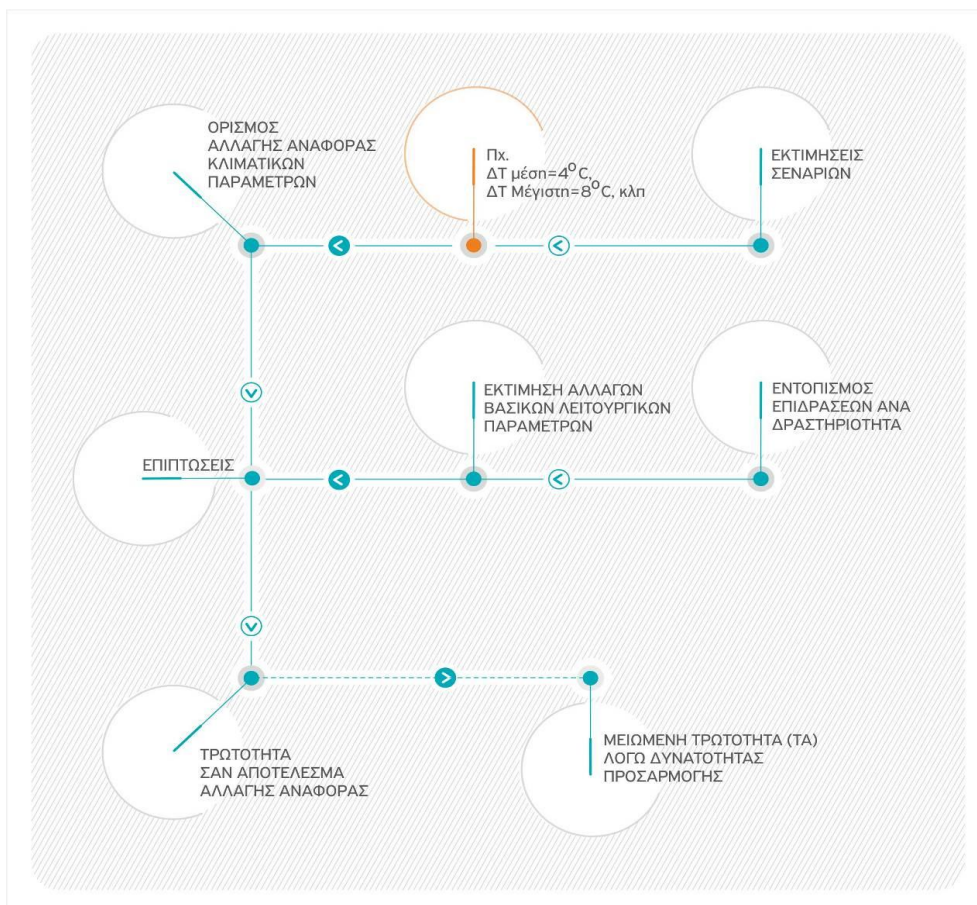 ΟΡΙΣΜΟΣ
ΑΛΛΑΓΗΣ ΑΝΑΦΟΡΑΣ
ΚΛΙΜΑΤΙΚΩΝ
ΠΑΡΑΜΕΤΡΩΝ
Πχ.
ΔΤ μέση=4⁰C,
ΔΤ Μέγιστη=8⁰C, κλπ
ΕΚΤΙΜΗΣΕΙΣ
ΣΕΝΑΡΙΩΝ
ΕΠΙΠΤΩΣΕΙΣ
ΕΚΤΙΜΗΣΗ ΑΛΛΑΓΩΝ
ΒΑΣΙΚΩΝ ΛΕΙΤΟΥΡΓΙΚΩΝ
ΠΑΡΑΜΕΤΡΩΝ
ΕΝΤΟΠΙΣΜΟΣ
ΕΠΙΔΡΑΣΕΩΝ ΑΝΑ
ΔΡΑΣΤΗΡΙΟΤΗΤΑ
ΤΡΩΤΟΤΗΤΑ
ΣΑΝ ΑΠΟΤΕΛΕΣΜΑ
ΑΛΛΑΓΗΣ ΑΝΑΦΟΡΑΣ
ΜΕΙΩΜΕΝΗ ΤΡΩΤΟΤΗΤΑ (ΤΑ)
ΛΟΓΩ ΔΥΝΑΤΟΤΗΤΑΣ
ΠΡΟΣΑΡΜΟΓΗΣ